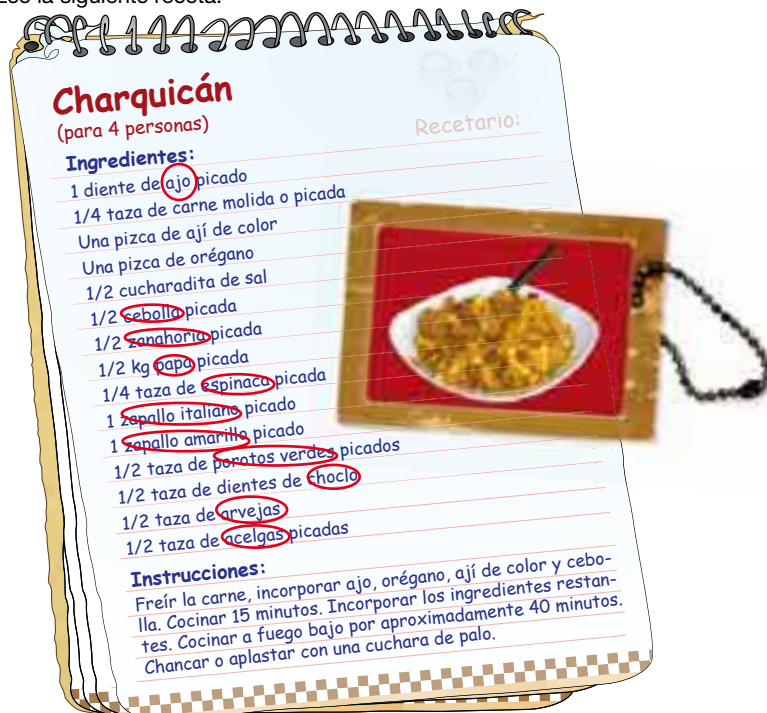 Lee la siguiente receta.
Charquicán
(para 4 personas)
Recetario:
Ingredientes:
1 diente de ajo picado
1/4 taza de carne molida o picada
Una pizca de ají de color
Una pizca de orégano
1/2 cucharadita de sal
1/2 cebolla picada
1/2 zanahoria picada
1/2 kg papa picada
1/4 taza de espinaca picada
1 zapallo italiano picado
1 zapallo amarillo picado
1/2 taza de porotos verdes picados
1/2 taza de dientes de choclo
1/2 taza de arvejas
1/2 taza de acelgas picadas
Instrucciones:
Freír la carne, incorporar ajo, orégano, ají de color y cebo-
lla. Cocinar 15 minutos. Incorporar los ingredientes restan-
tes. Cocinar a fuego bajo por aproximadamente 40 minutos.
Chancar o aplastar con una cuchara de palo.